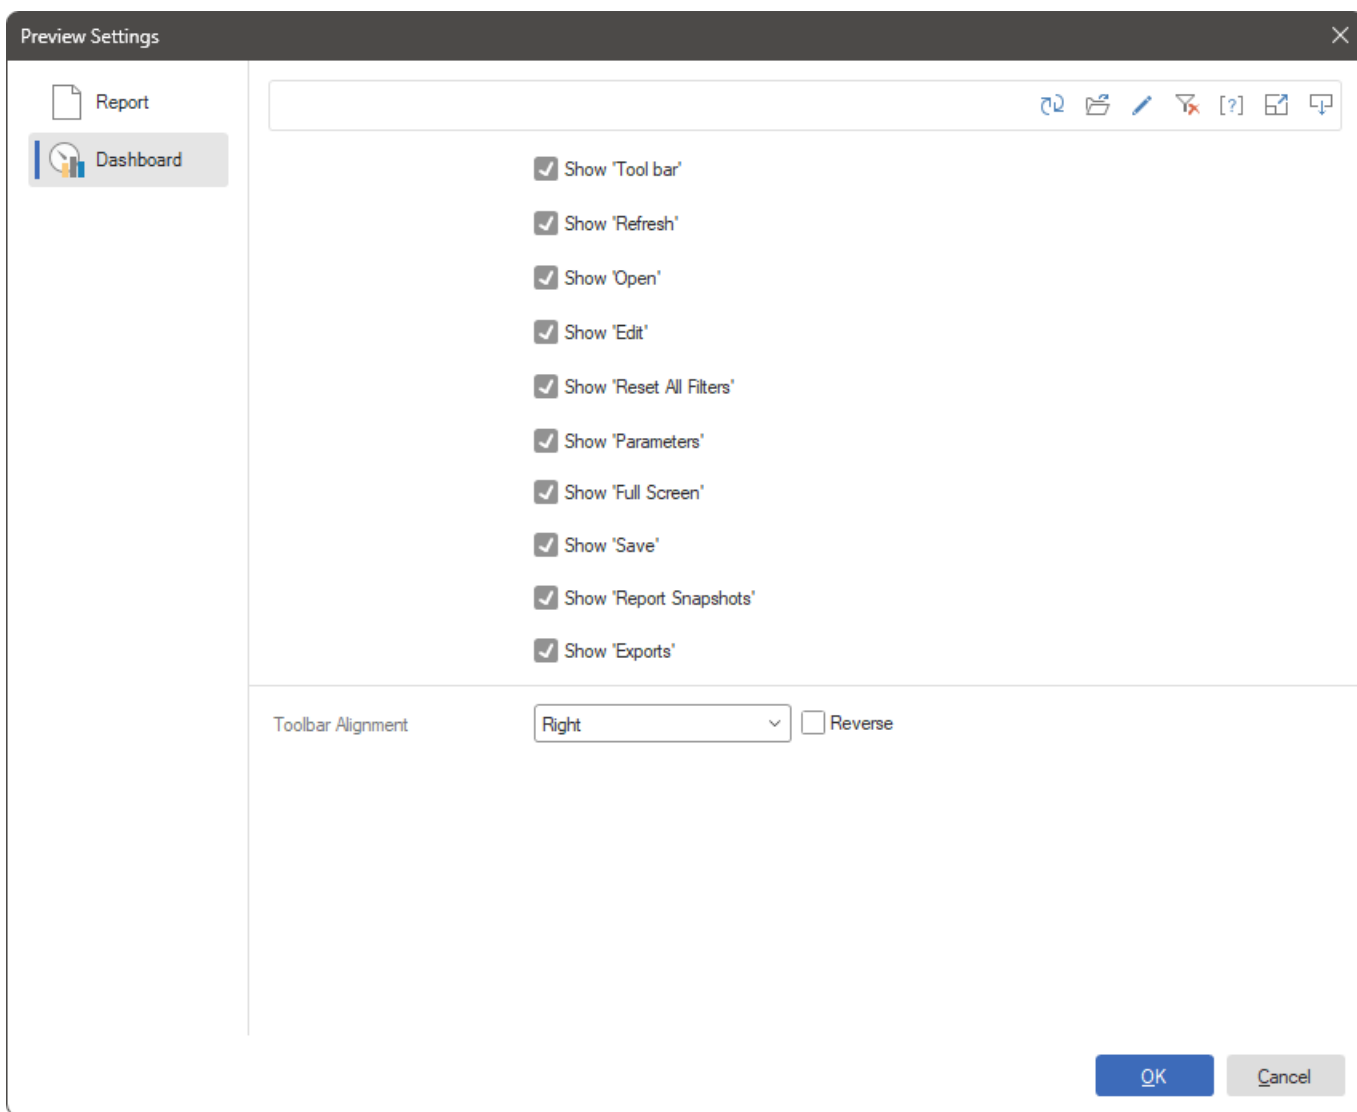 Preview Settings
Report
Dashboard
[?]
Show 'Tool bar'
Show 'Refresh'
Show 'Open'
Show 'Edit'
Show 'Reset All Filters'
Show 'Parameters'
Show 'Full Screen'
Show 'Save'
Show 'Report Snapshots'
Show 'Exports'
Toolbar Alignment
Right
Reverse
OK
Cancel